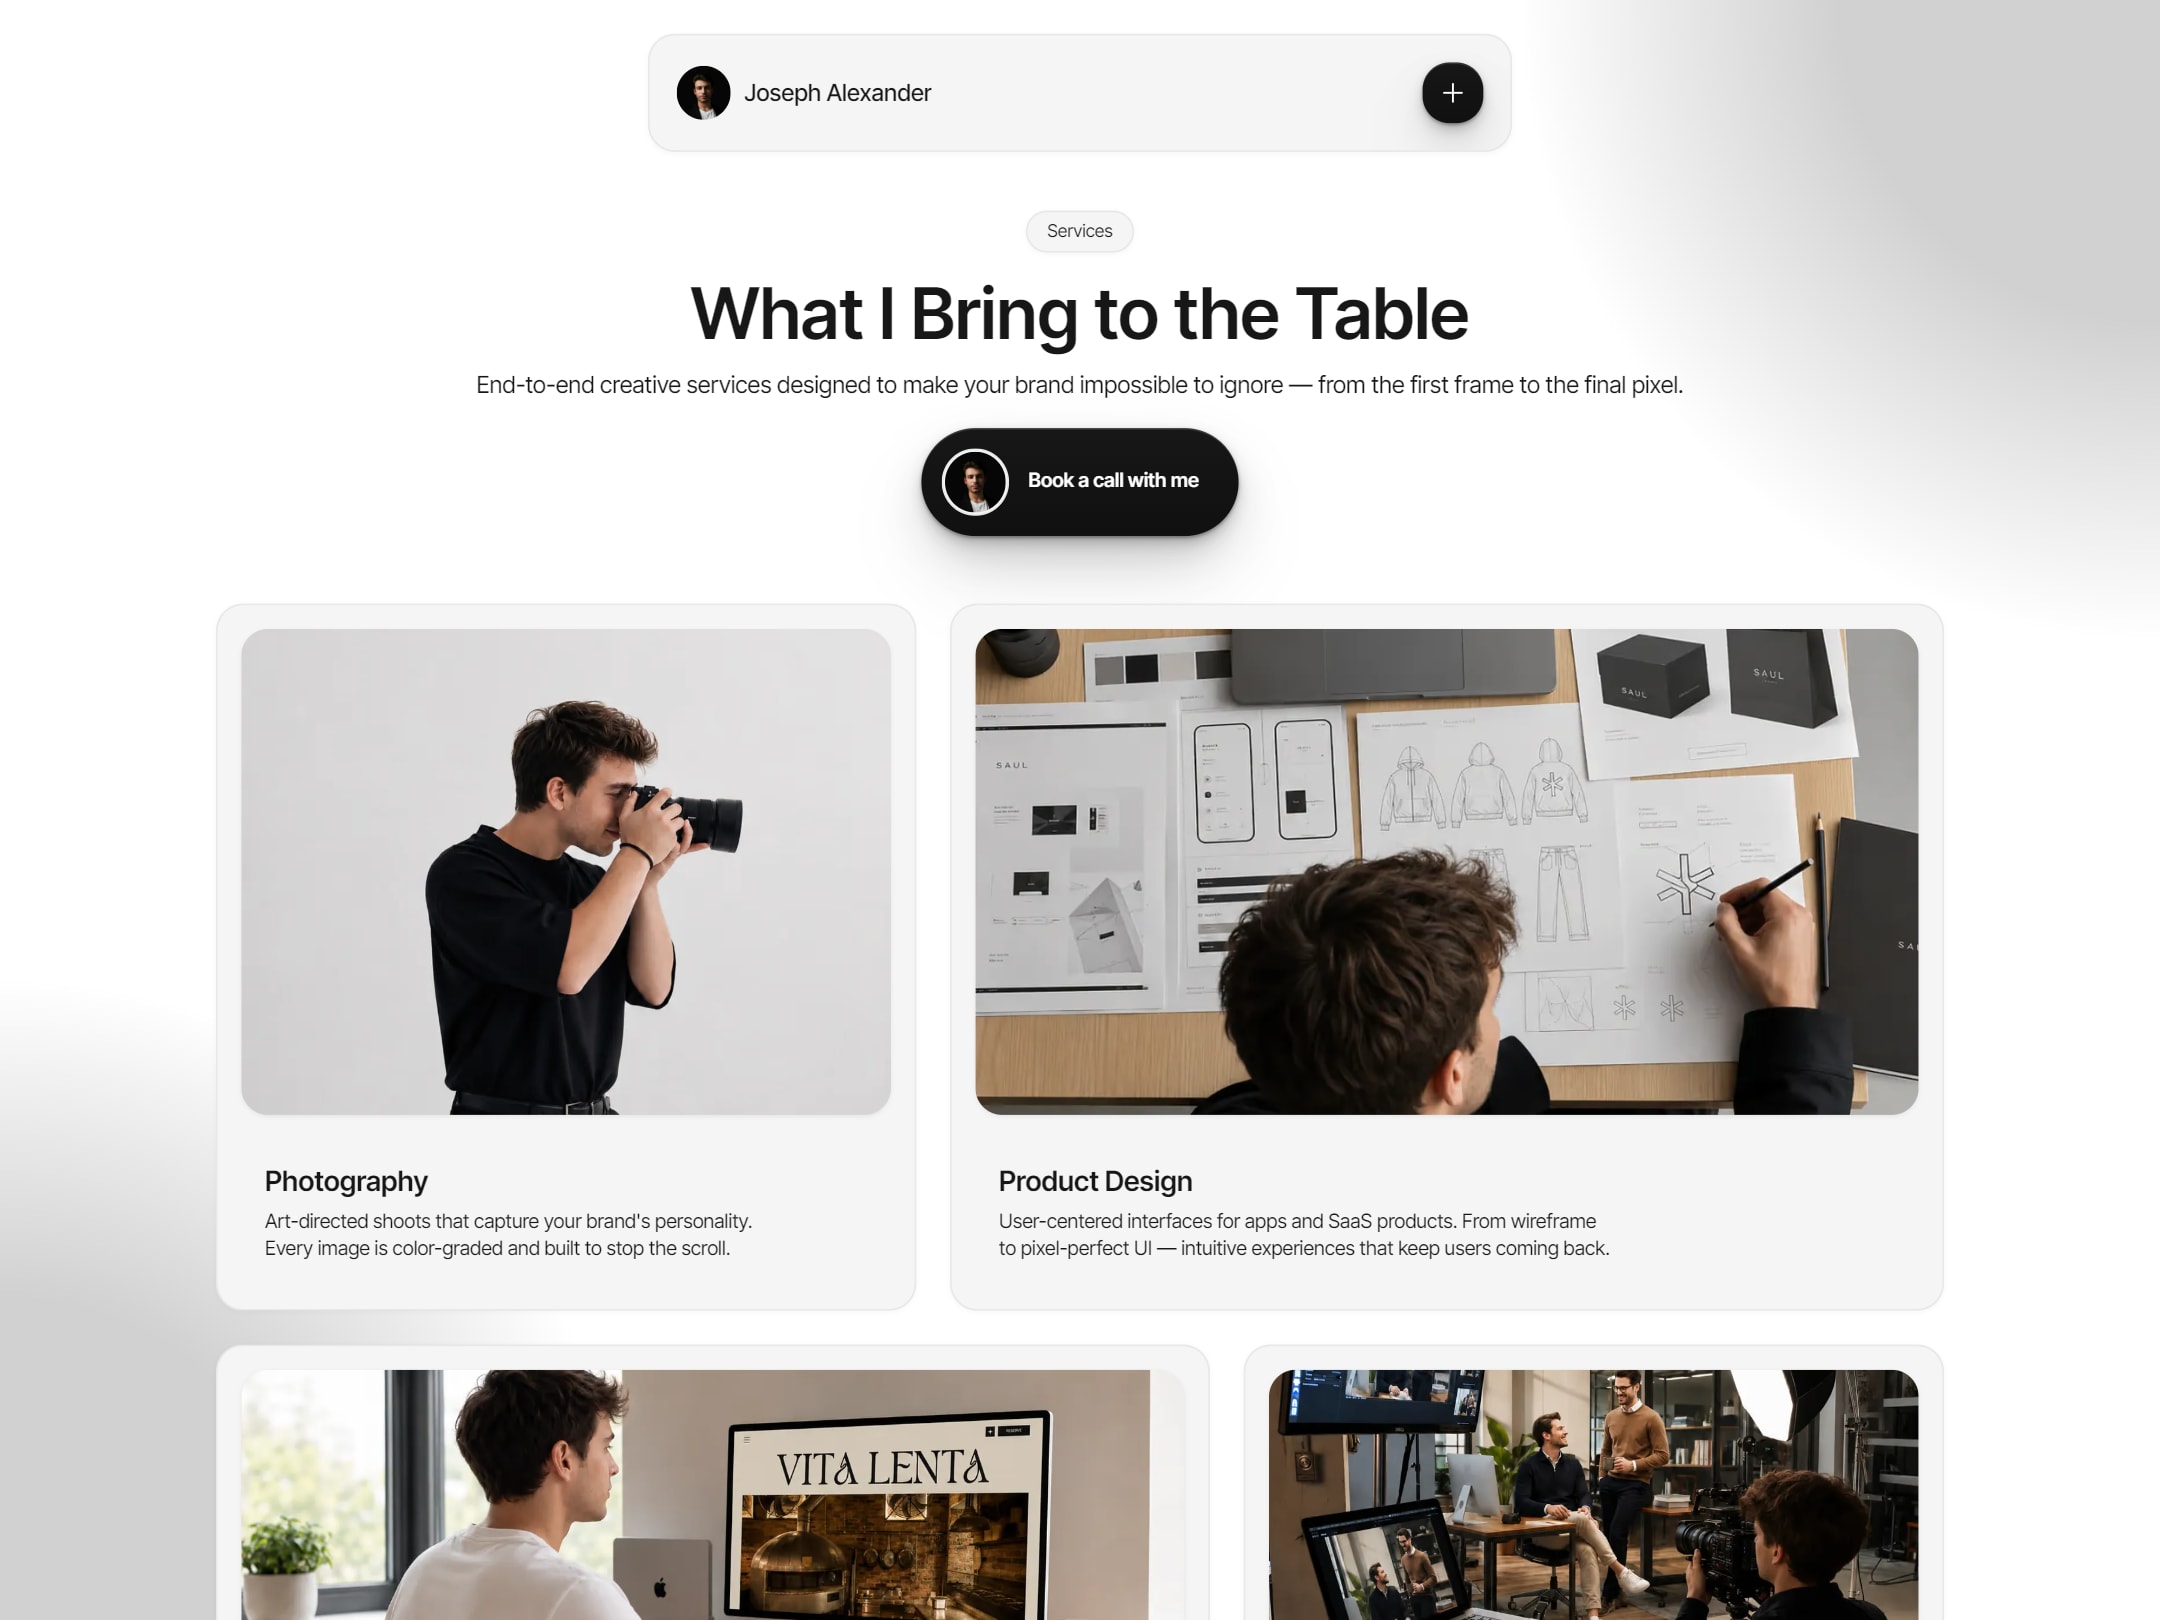 Joseph Alexander
Services
What I Bring to the Table
End-to-end creative services designed to make your brand impossible to ignore — from the first frame to the final pixel.
Book a call with me
SAUL
SAUL
SAUL
Photography
Art-directed shoots that capture your brand's personality.
Every image is color-graded and built to stop the scroll.
Product Design
User-centered interfaces for apps and SaaS products. From wireframe
to pixel-perfect UI — intuitive experiences that keep users coming back.
VITA LENTA